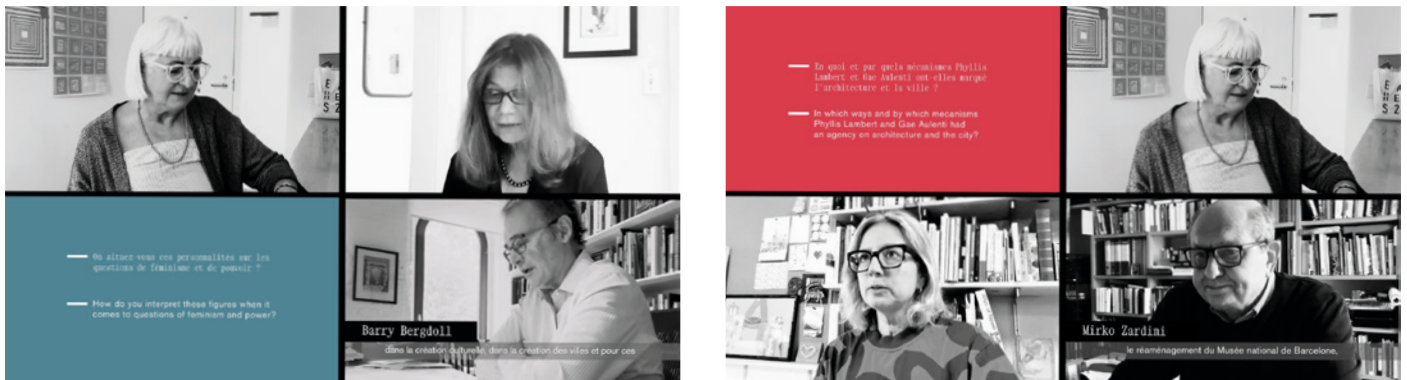 Où situer-vous ces personnalités sur les
questions de féminisme et de pouvoir ?
How do you interpret these figures when it
comes to questions of feminism and power?
Barry Bergdoll
dans la création culturelle, dans la création des villes et pour ces
En quoi et par quels mécanismes Phyllis
Lambert et Gae Aulenti ont-elles marqué
l'architecture et la ville ?
In which ways and by which mecanisms
Phyllis Lambert and Gae Aulenti had
an agency on architecture and the city?
Mirko Zardini
le réaménagement du Musée national de Barcelone,